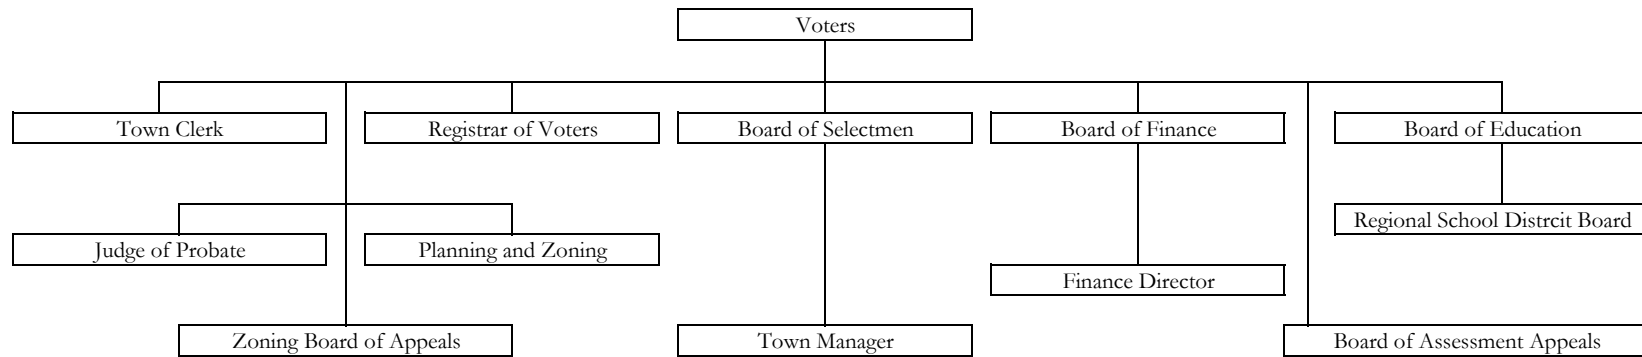 Voters
Town Clerk
Registrar of Voters
Board of Selectmen
Board of Finance
Board of Education
Regional School Distrcit Board
Judge of Probate
Planning and Zoning
Finance Director
Zoning Board of Appeals
Town Manager
Board of Assessment Appeals